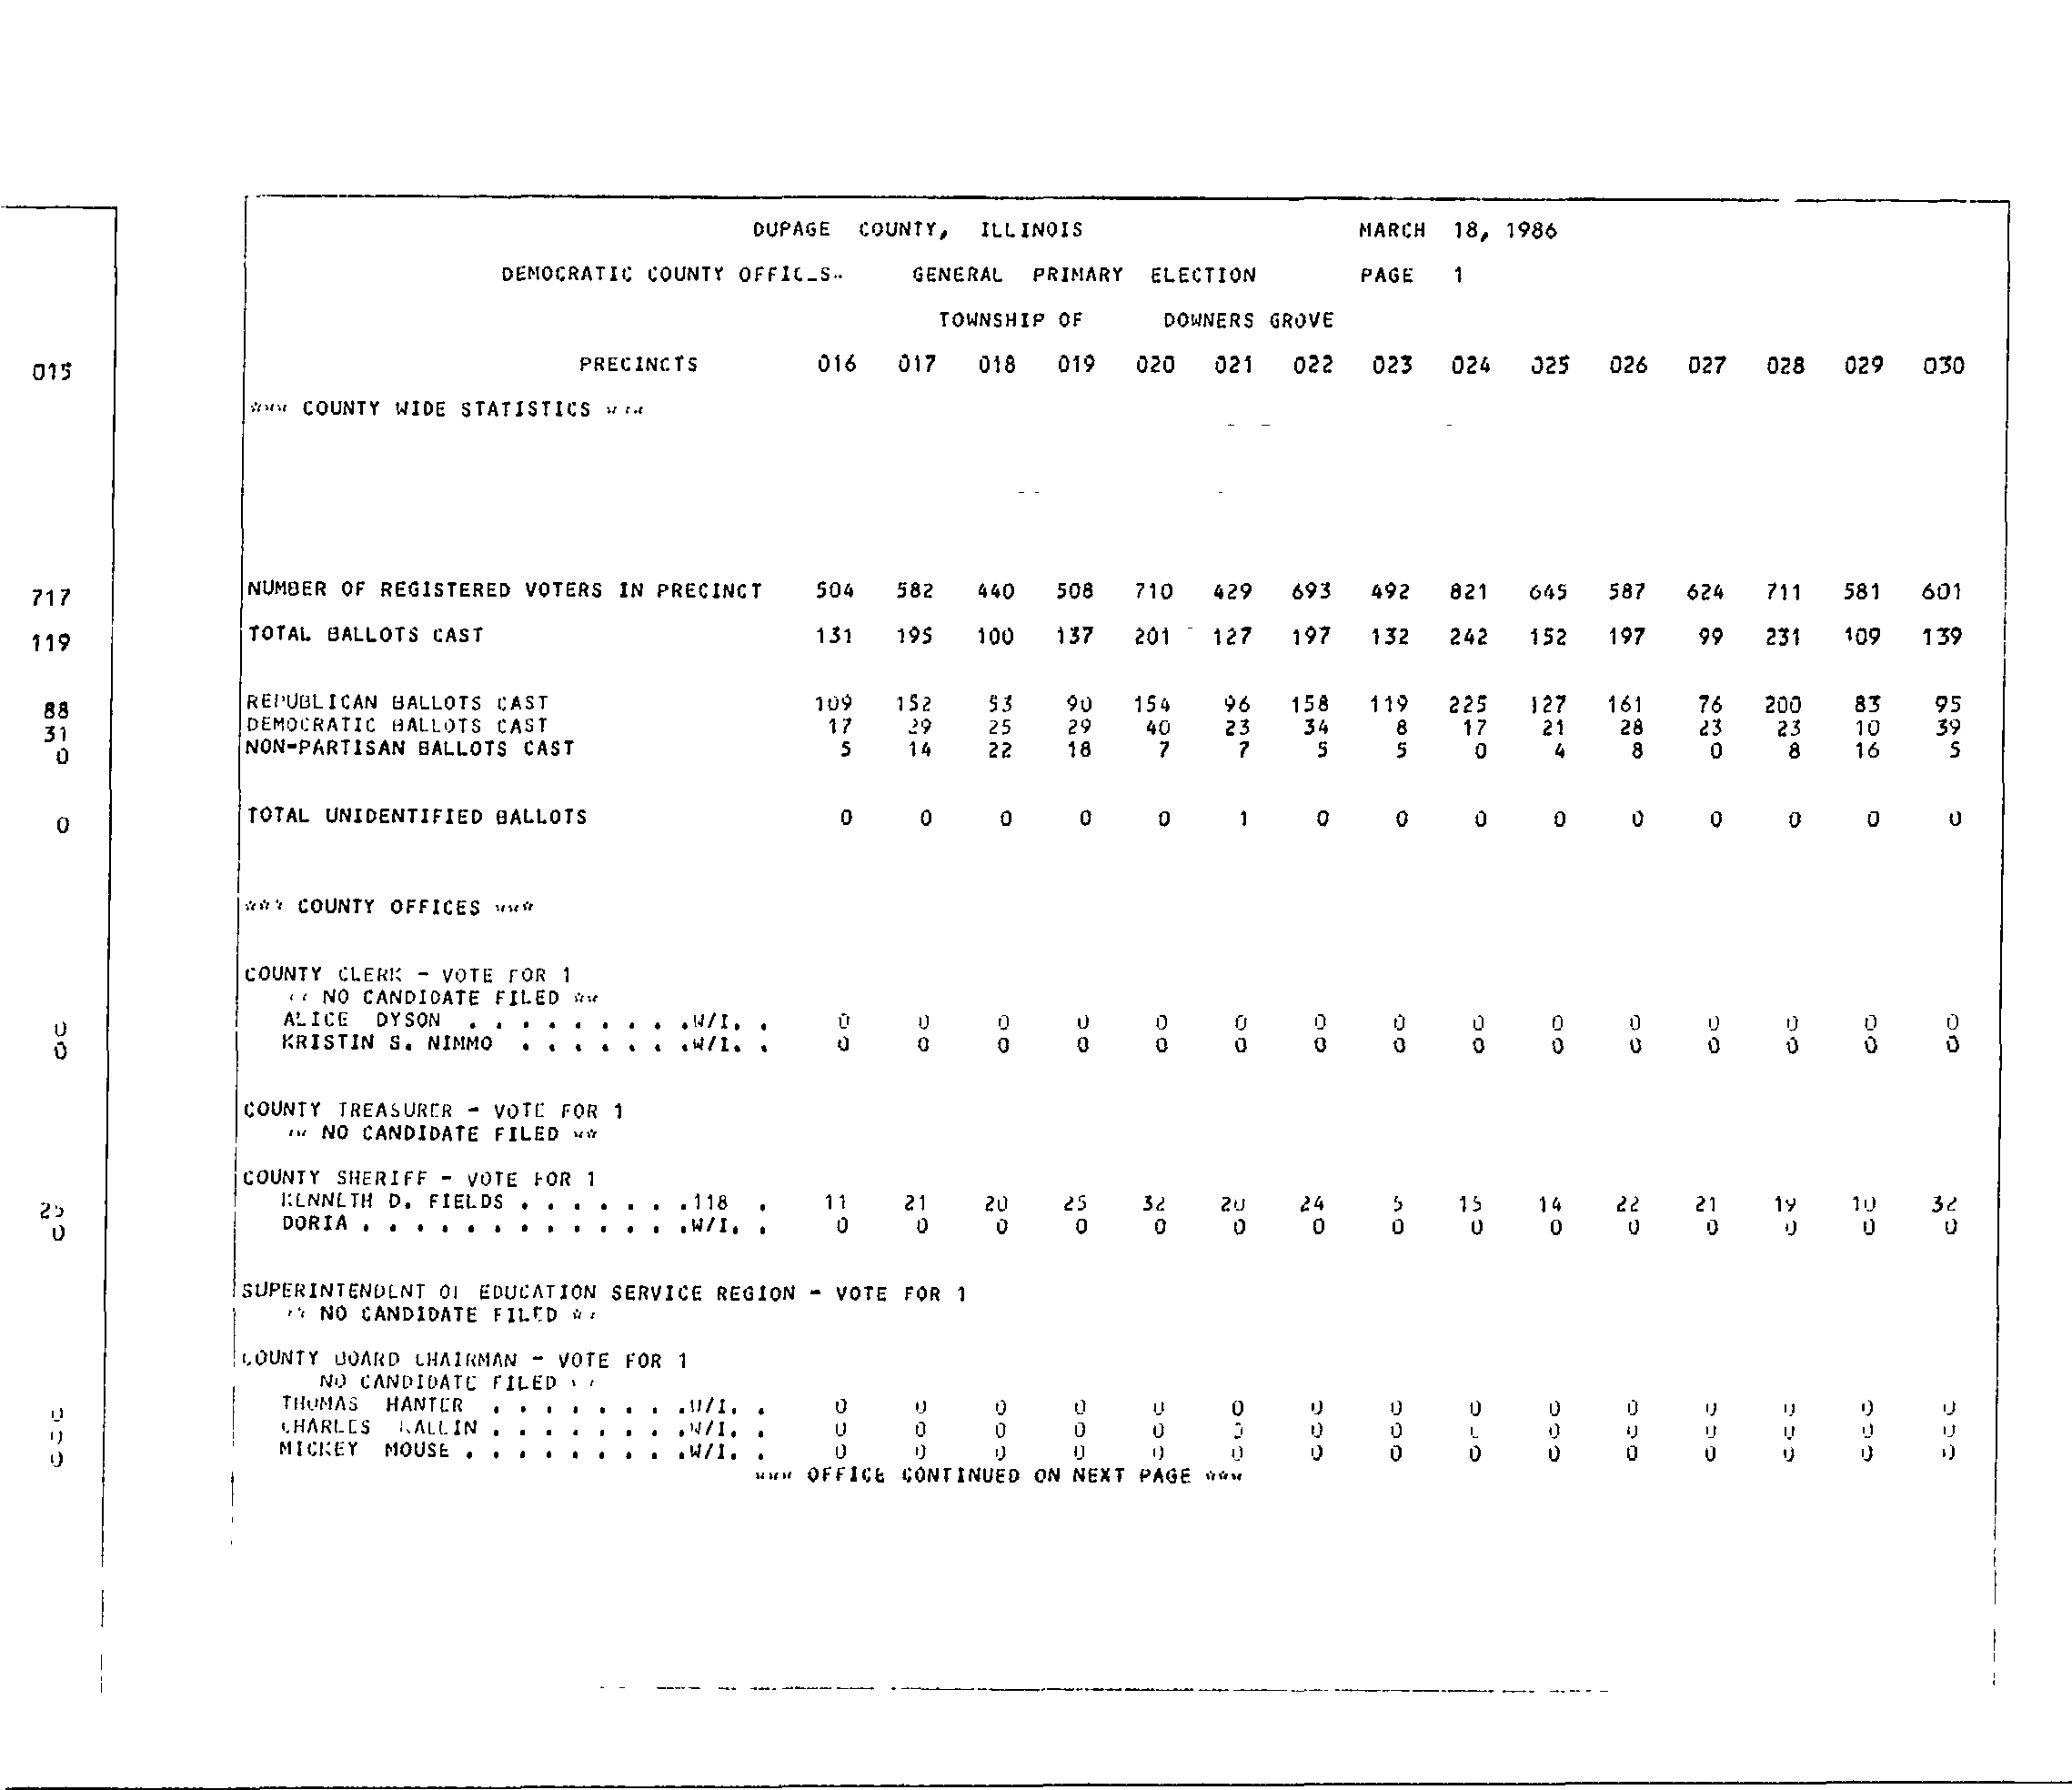 DUPAGE COUNTY, ILLINOIS MARCH 18, 1986
DEMOCRATIC COUNTY GENERAL PRIMARY ELECTION PAGE 1
TOWNSHIP OF DOWNERS GROVE
015 PRECINCTS 016 017 018 019 020 021 022 023 024 025 026 027 028 029 030
*** COUNTY WIDE STATISTICS ***
717 NUMBER OF REGISTERED VOTERS IN PRECINCT 504 582 440 508 710 429 693 492 821 645 587 624 711 581 601
119 TOTAL BALLOTS CAST 131 195 100 137 201 127 197 132 242 152 197 99 231 109 139
88 REPUBLICAN BALLOTS CAST 109 152 53 90 154 96 158 119 225 127 161 76 200 83 95
31 DEMOCRATIC BALLOTS CAST 17 29 25 29 40 23 34 8 17 21 28 23 23 10 39
0 NON-PARTISAN BALLOTS CAST 5 14 22 18 7 7 5 5 0 4 8 0 8 16 5
0 TOTAL UNIDENTIFIED BALLOTS 0 0 0 0 0 1 0 0 0 0 0 0 0 0 0
*** COUNTY OFFICES ***
COUNTY CLERK - VOTE FOR 1
** NO CANDIDATE FILED **
0 ALICE DYSON . . . . . . . . .W/I. . 0 0 0 0 0 0 0 0 0 0 0 0 0 0 0
0 KRISTIN S. NIMMO . . . . . . .W/I. . 0 0 0 0 0 0 0 0 0 0 0 0 0 0 0
COUNTY TREASURER - VOTE FOR 1
** NO CANDIDATE FILED **
COUNTY SHERIFF - VOTE FOR 1
25 KENNETH D. FIELDS . . . . . . .118 . 11 21 20 25 32 20 24 5 15 14 22 21 19 10 32
0 DORIA . . . . . . . . . . . . .W/I. . 0 0 0 0 0 0 0 0 0 0 0 0 0 0 0
SUPERINTENDENT OF EDUCATION SERVICE REGION - VOTE FOR 1
** NO CANDIDATE FILED **
COUNTY BOARD CHAIRMAN - VOTE FOR 1
NO CANDIDATE FILED
0 THOMAS HANTER . . . . . . . .W/I. . 0 0 0 0 0 0 0 0 0 0 0 0 0 0 0
0 CHARLES . . . . . . . .W/I. . 0 0 0 0 0 0 0 0 0 0 0 0 0 0
0 MICKEY MOUSE . . . . . . . . .W/I. . 0 0 0 0 0 0 0 0 0 0 0 0 0 0 0
*** OFFICE CONTINUED ON NEXT PAGE ***